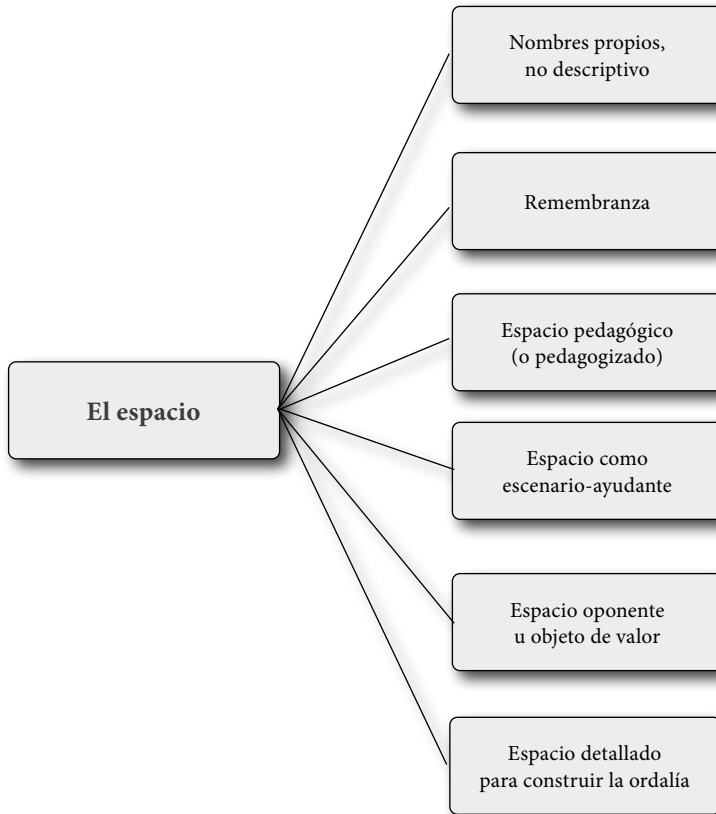 Nombres propios,
no descriptivo
Remembranza
Espacio pedagógico
(o pedagogizado)
El espacio
Espacio como
escenario-ayudante
Espacio oponente
u objeto de valor
Espacio detallado
para construir la ordalía